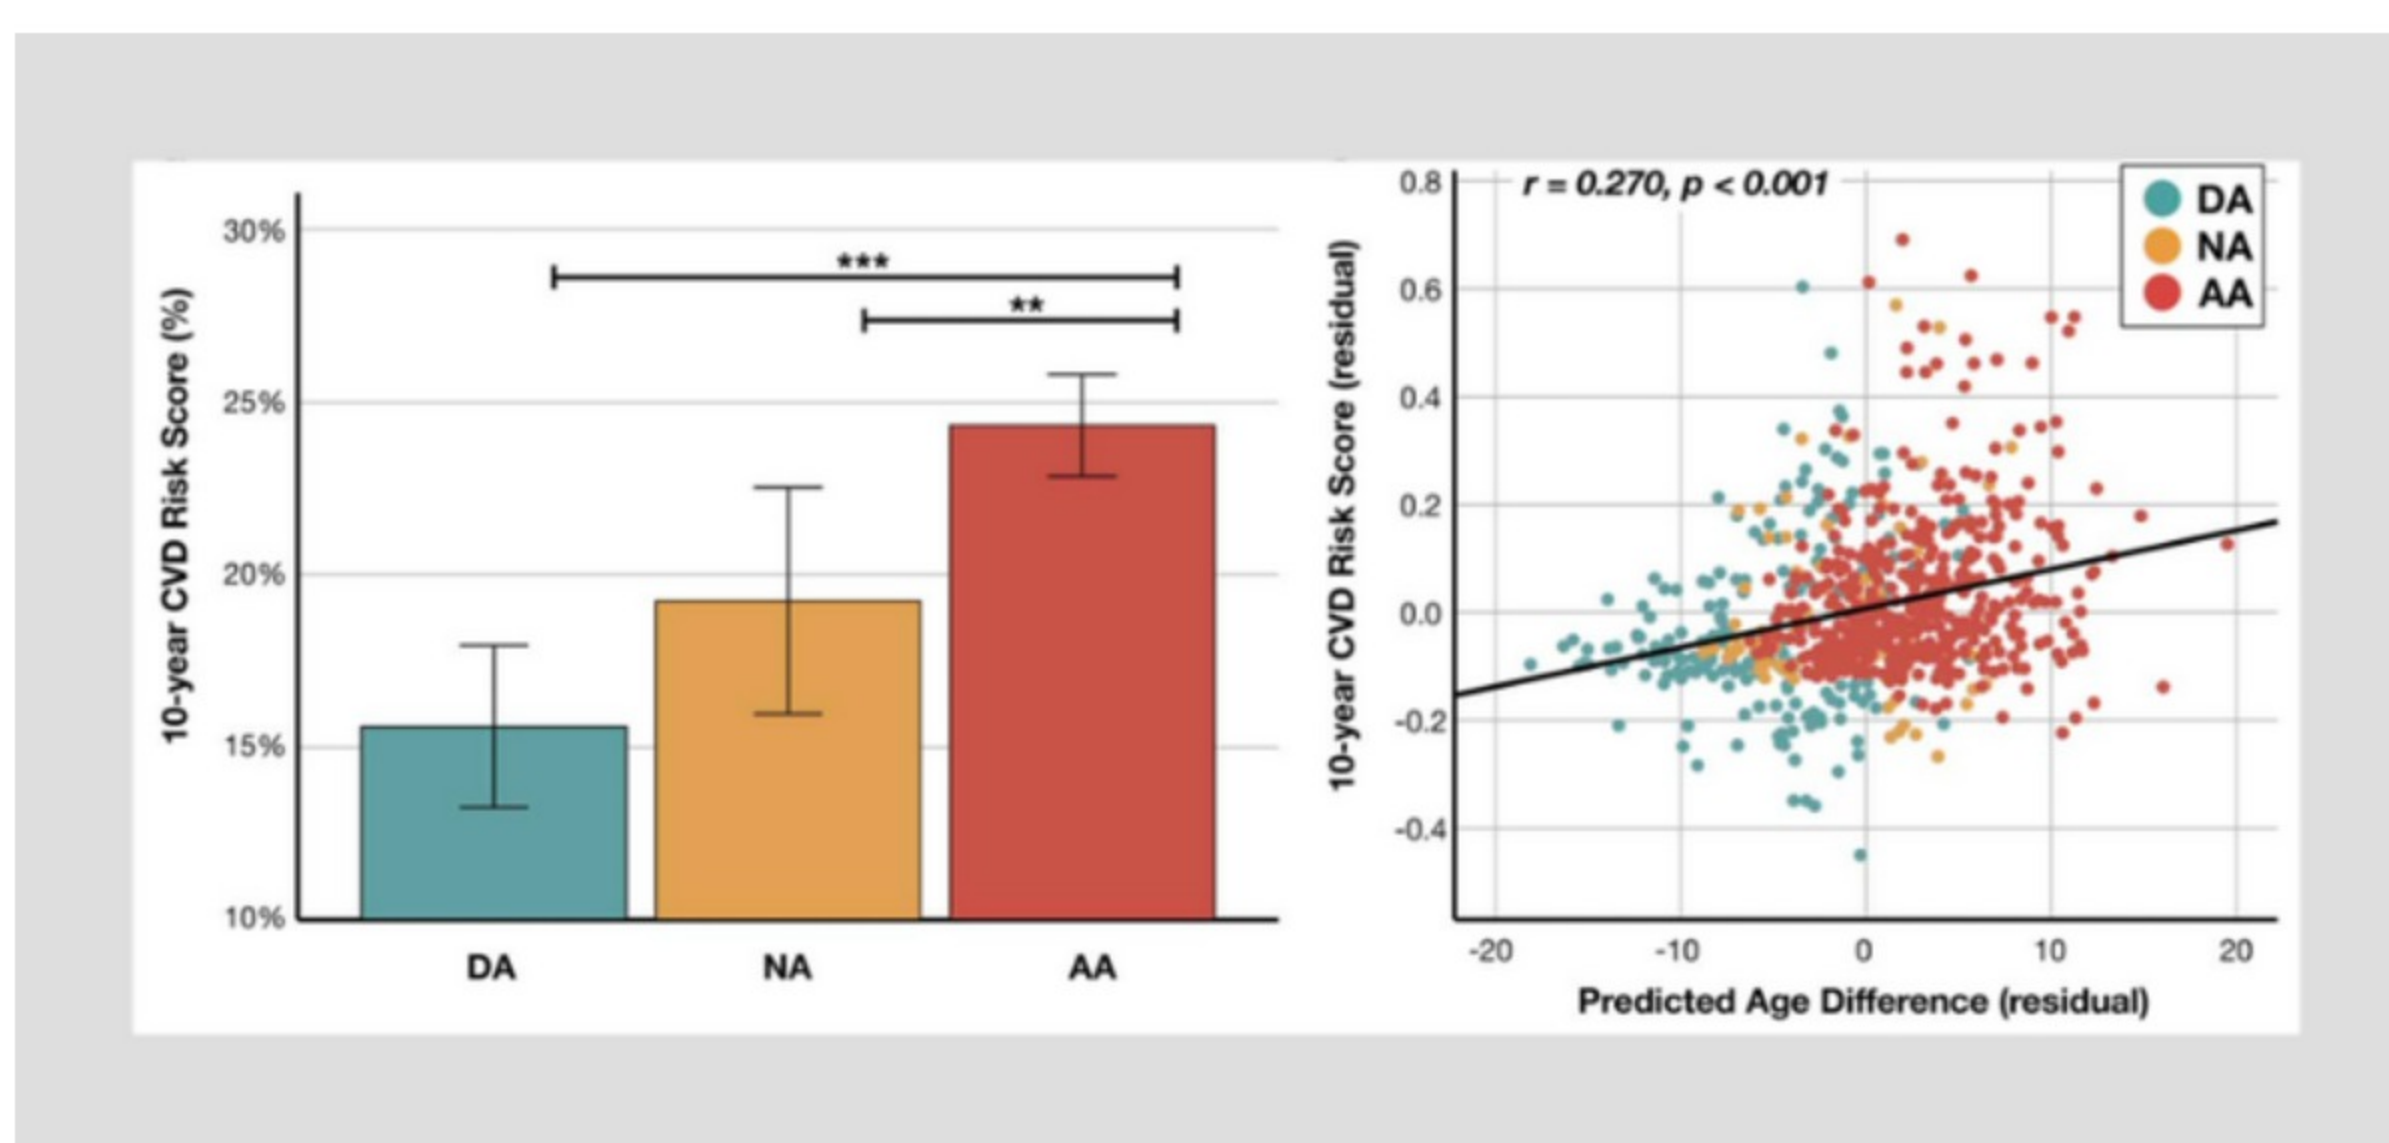 10-year CVD Risk Score (%)
30%
25%
20%
15%
10%
***
**
DA
NA
AA
10-year CVD Risk Score (residual)
0.8
0.6
0.4
0.2
0.0
-0.2
-0.4
r = 0.270, p < 0.001
DA
NA
AA
-20
-10
0
10
20
Predicted Age Difference (residual)